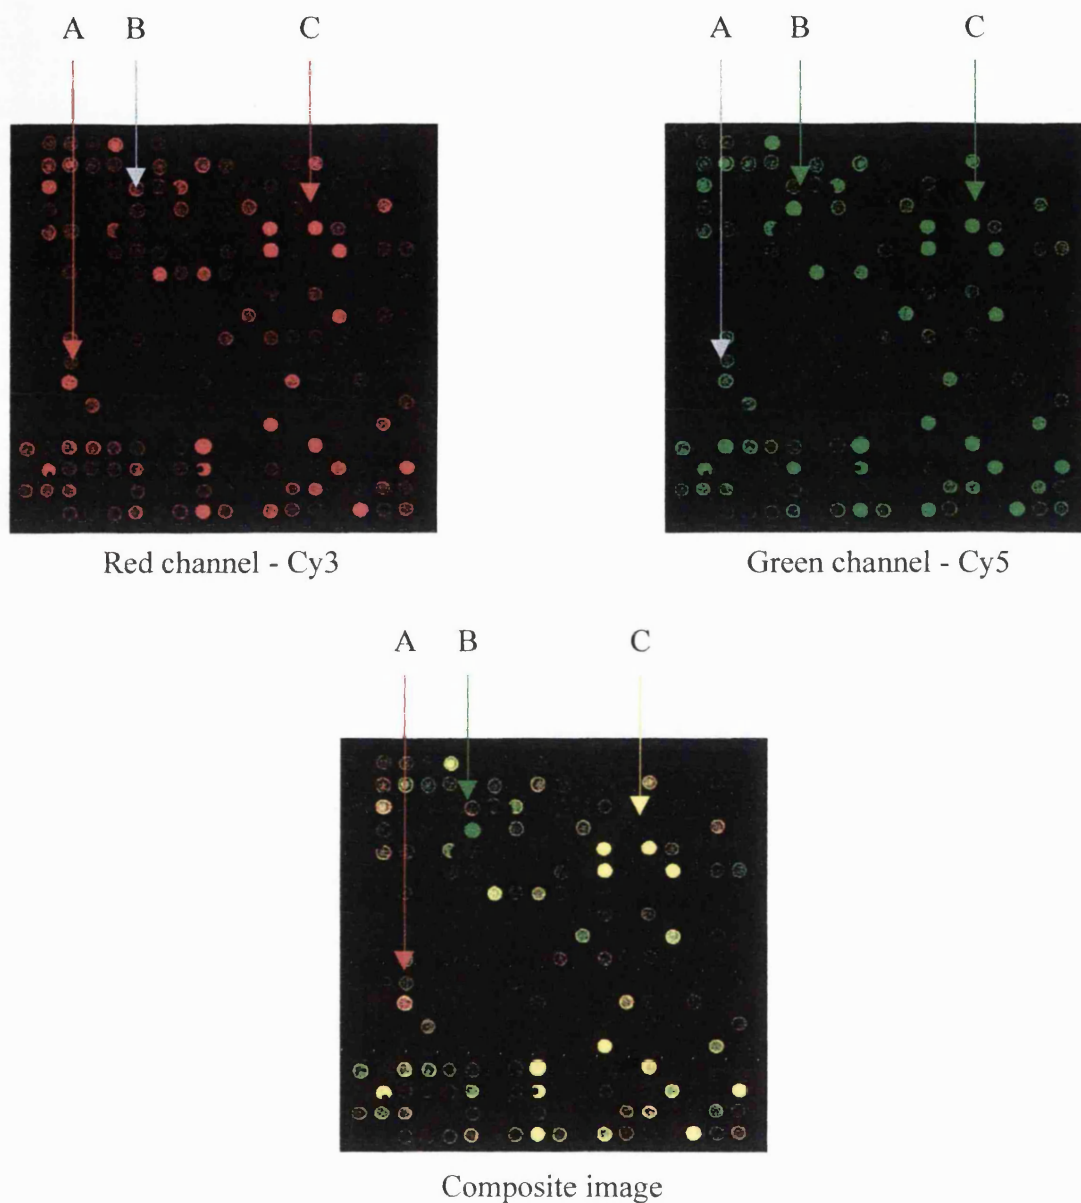 A B C
A B C
Red channel - Cy3
Green channel - Cy5
A B C
Composite image